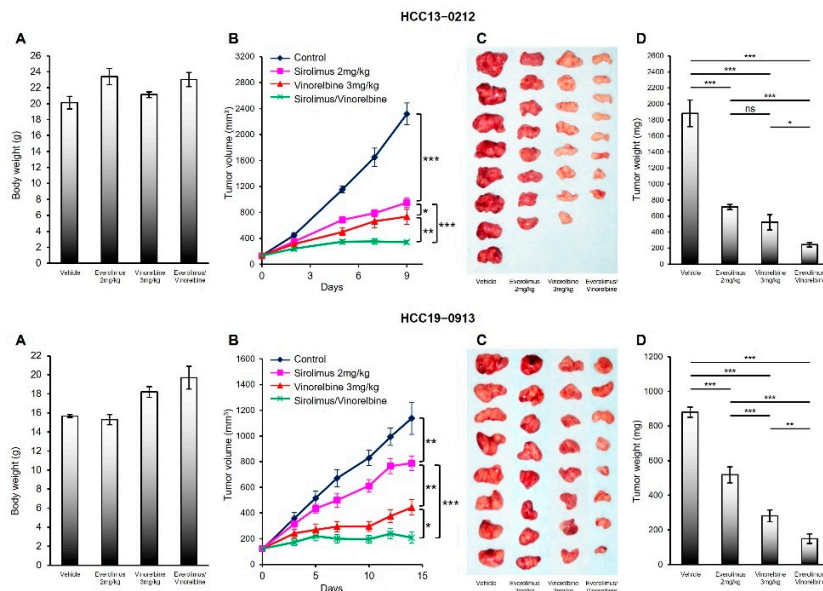 HCC13–0212
A
Body weight (g)
26
24
22
20
18
16
14
12
10
8
6
4
2
0
Vehicle
Everolimus
2mg/kg
Vinorelbine
3mg/kg
Everolimus/
Vinorelbine
B
Tumor volume (mm³)
3200
2800
2400
2000
1600
1200
800
400
0
Control
Sirolimus 2mg/kg
Vinorelbine 3mg/kg
Sirolimus/Vinorelbine
***
*
**
***
0
3
6
9
Days
C
Vehicle
Everolimus
2mg/kg
Vinorelbine
3mg/kg
Everolimus/
Vinorelbine
D
Tumor weight (mg)
2600
2400
2200
2000
1800
1600
1400
1200
1000
800
600
400
200
0
***
***
***
***
ns
*
Vehicle
Everolimus
2mg/kg
Vinorelbine
3mg/kg
Everolimus/
Vinorelbine
HCC19–0913
A
Body weight (g)
22
20
18
16
14
12
10
8
6
4
2
0
Vehicle
Everolimus
2mg/kg
Vinorelbine
3mg/kg
Everolimus/
Vinorelbine
B
Tumor volume (mm³)
1600
1400
1200
1000
800
600
400
200
0
Control
Sirolimus 2mg/kg
Vinorelbine 3mg/kg
Sirolimus/Vinorelbine
**
**
*
***
0
5
10
15
Days
C
Vehicle
Everolimus
2mg/kg
Vinorelbine
3mg/kg
Everolimus/
Vinorelbine
D
Tumor weight (mg)
1200
1000
800
600
400
200
0
***
***
***
***
***
**
Vehicle
Everolimus
2mg/kg
Vinorelbine
3mg/kg
Everolimus/
Vinorelbine